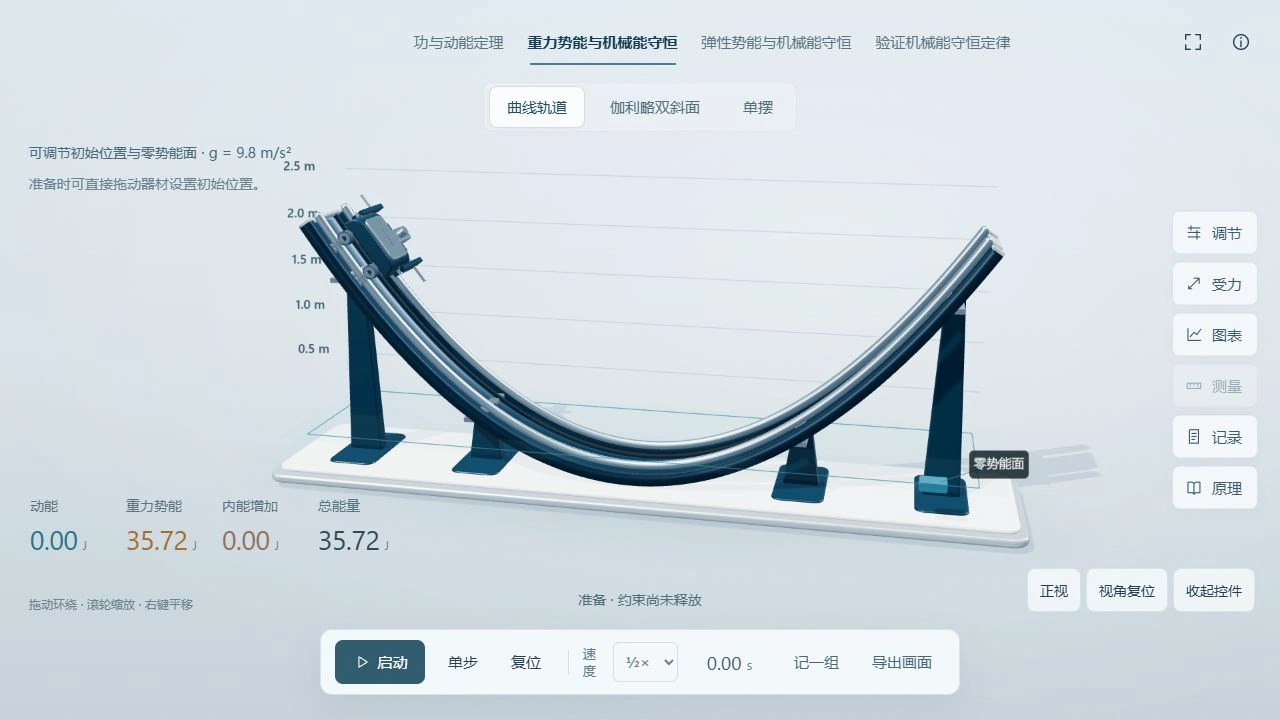 功与动能定理 重力势能与机械能守恒 弹性势能与机械能守恒 验证机械能守恒定律
曲线轨道 伽利略双斜面 单摆
可调节初始位置与零势能面 · g = 9.8 m/s²
准备时可直接拖动器材设置初始位置。
2.5 m
2.0 m
1.5 m
1.0 m
0.5 m
调节
受力
图表
测量
记录
原理
零势能面
动能 重力势能 内能增加 总能量
0.00 J 35.72 J 0.00 J 35.72 J
拖动环绕 · 滚轮缩放 · 右键平移
准备 · 约束尚未释放
正视 视角复位 收起控件
启动 单步 复位 速度 ½× 0.00 s 记一组 导出画面